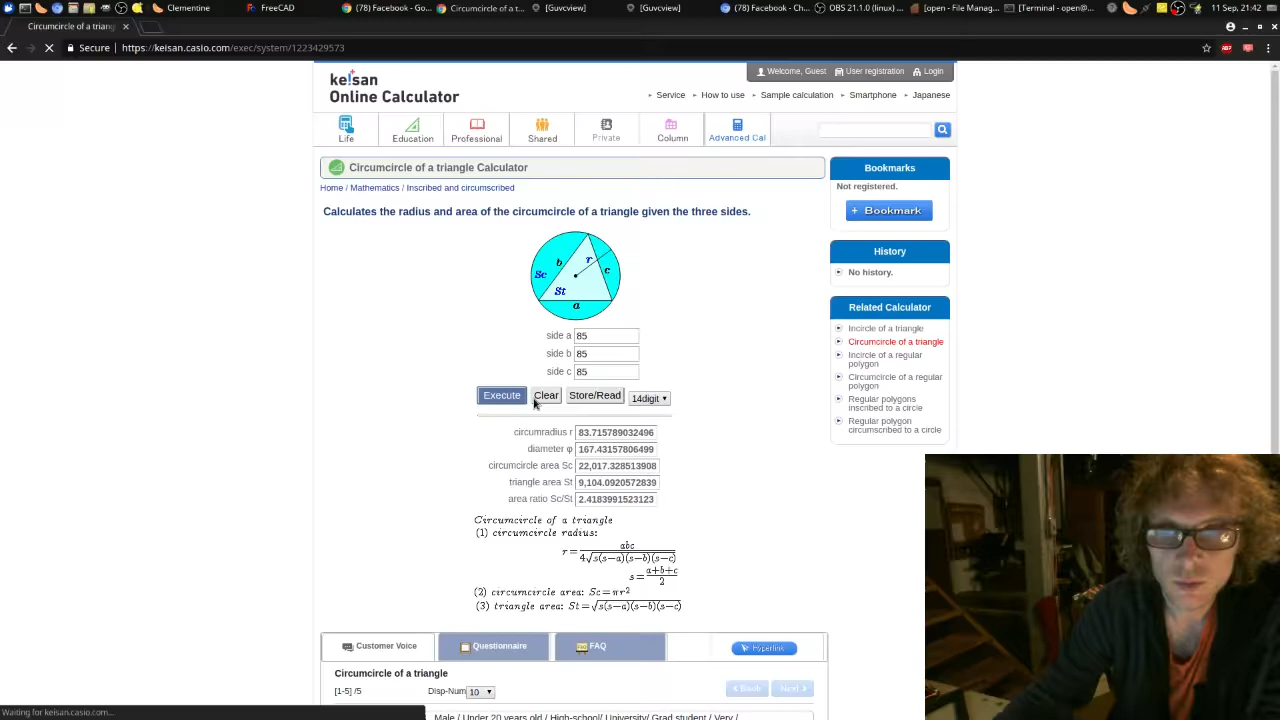 Clementine
FreeCAD
(78) Facebook - Go...
Circumcircle of a t...
[Guvcview]
[Guvcview]
(78) Facebook - Ch...
OBS 21.1.0 (linux) ...
[open - File Manag...
[Terminal - open@...
11 Sep, 21:42
Circumcircle of a triang
Secure
https://keisan.casio.com/exec/system/1223429573
Welcome, Guest
User registration
Login
ke!san
Online Calculator
Service
How to use
Sample calculation
Smartphone
Japanese
Life
Education
Professional
Shared
Private
Column
Advanced Cal
Circumcircle of a triangle Calculator
Home / Mathematics / Inscribed and circumscribed
Calculates the radius and area of the circumcircle of a triangle given the three sides.
b
r
c
Sc
St
a
side a 85
side b 85
side c 85
Execute
Clear
Store/Read
14digit
circumradius r 83.715789032496
diameter φ 167.43157806499
circumcircle area Sc 22,017.328513908
triangle area St 9,104.0920572839
area ratio Sc/St 2.4183991523123
Circumcircle of a triangle
(1) circumcircle radius:
r = abc / 4√s(s−a)(s−b)(s−c)
s = a+b+c / 2
(2) circumcircle area: Sc = πr²
(3) triangle area: St = √s(s−a)(s−b)(s−c)
Customer Voice
Questionnaire
FAQ
Hyperlink
Circumcircle of a triangle
[1-5] /5
Disp-Num 10
Back
Next
Male / Under 20 years old / High-school/ University/ Grad student / Very /
Bookmarks
Not registered.
+ Bookmark
History
No history.
Related Calculator
Incircle of a triangle
Circumcircle of a triangle
Incircle of a regular
polygon
Circumcircle of a regular
polygon
Regular polygons
inscribed to a circle
Regular polygon
circumscribed to a circle
Waiting for keisan.casio.com...